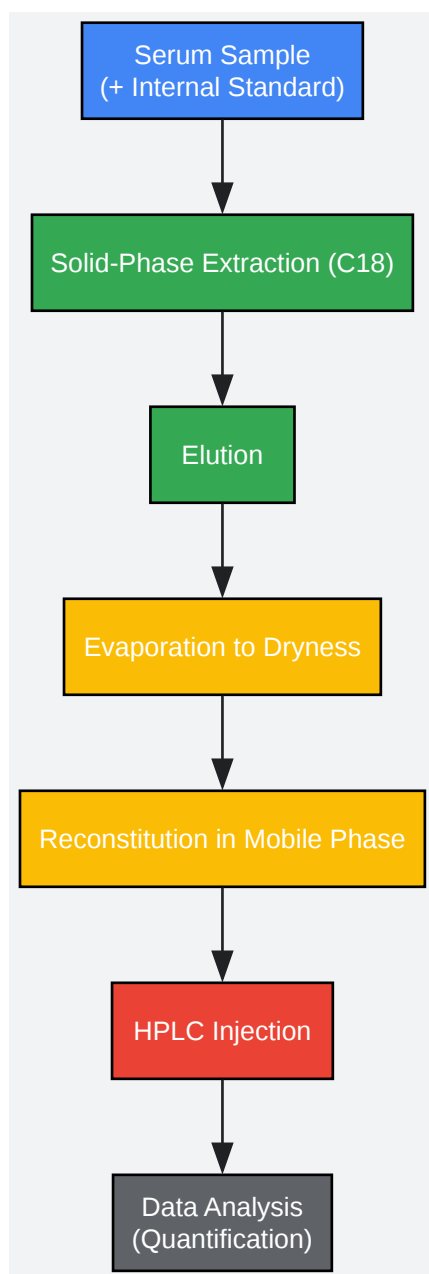 Serum Sample
(+ Internal Standard)
Solid-Phase Extraction (C18)
Elution
Evaporation to Dryness
Reconstitution in Mobile Phase
HPLC Injection
Data Analysis
(Quantification)